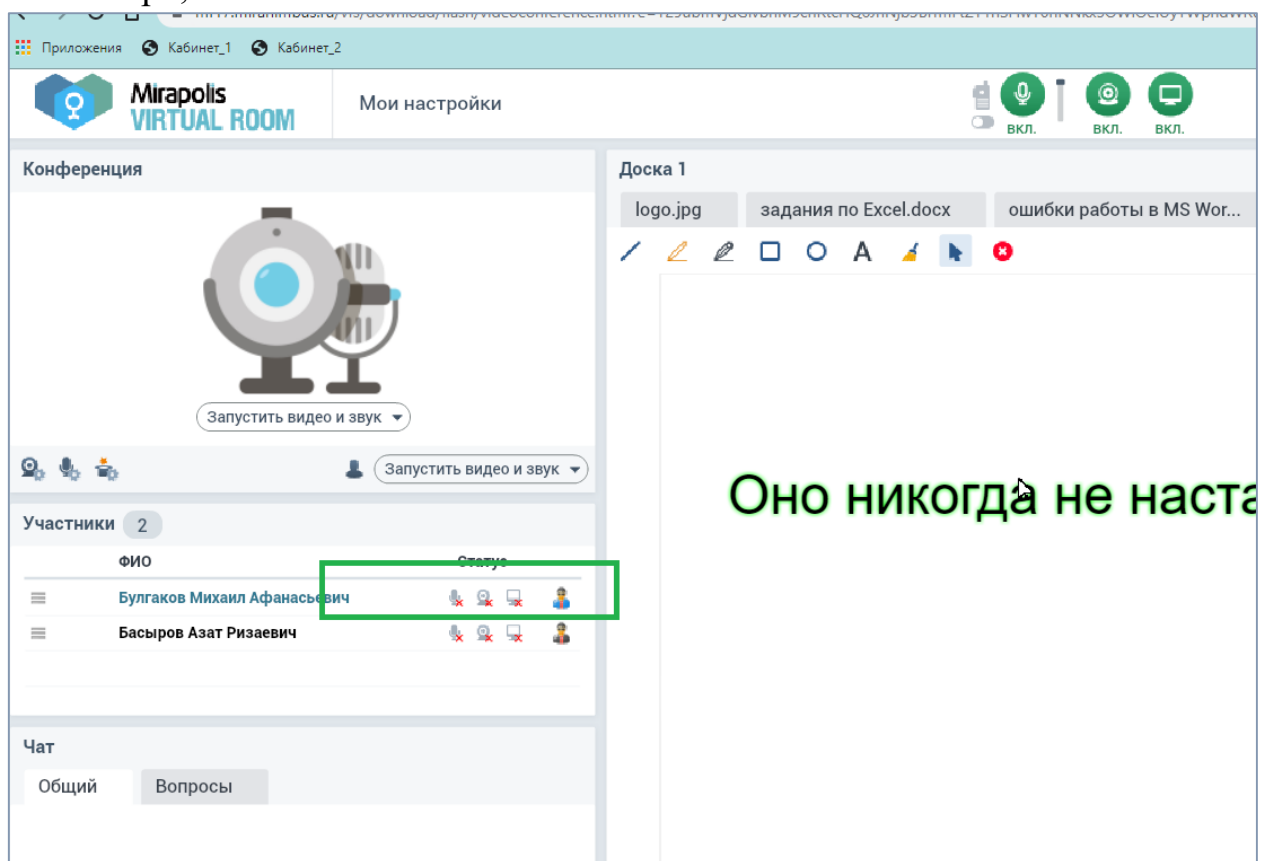 Приложения Кабинет_1 Кабинет_2
Mirapolis
VIRTUAL ROOM
Мои настройки
вкл. вкл. вкл.
Конференция
Запустить видео и звук
Запустить видео и звук
Участники 2
ФИО Статус
Булгаков Михаил Афанасьевич
Басыров Азат Ризаевич
Чат
Общий Вопросы
Доска 1
logo.jpg задания по Excel.docx ошибки работы в MS Wor...
A
Оно никогда не наста